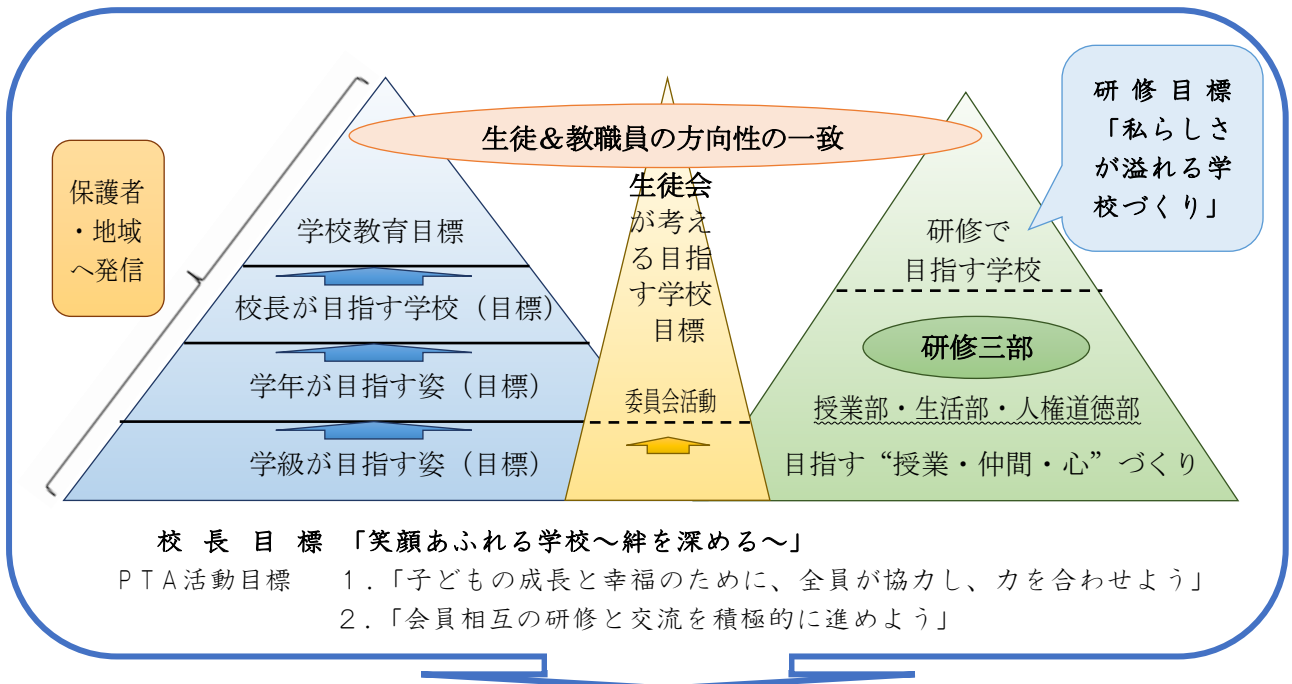 生徒＆教職員の方向性の一致
保護者
・地域
へ発信
学校教育目標
校長が目指す学校（目標）
学年が目指す姿（目標）
学級が目指す姿（目標）
生徒会
が考え
る目指
す学校
目標
委員会活動
研修目標
「私らしさ
が溢れる学
校づくり」
研修で
目指す学校
研修三部
授業部・生活部・人権道徳部
目指す“授業・仲間・心”づくり
校長目標「笑顔あふれる学校～絆を深める～」
ＰＴＡ活動目標　１．「子どもの成長と幸福のために、全員が協力し、力を合わせよう」
２．「会員相互の研修と交流を積極的に進めよう」